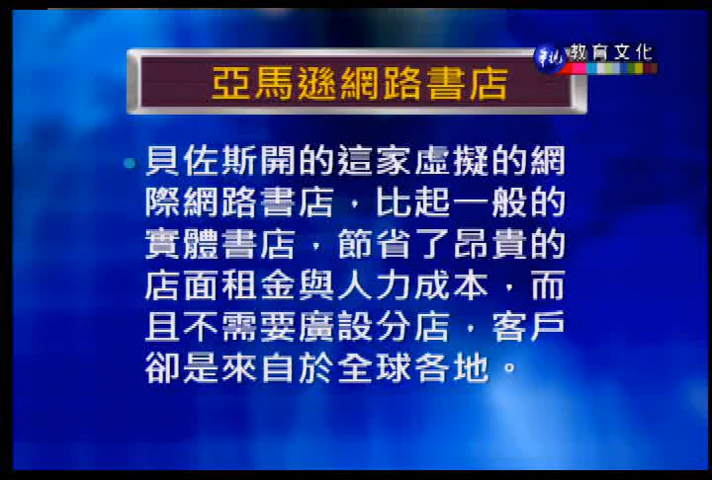 華視 教育文化
亞馬遜網路書店
•貝佐斯開的這家虛擬的網
際網路書店，比起一般的
實體書店，節省了昂貴的
店面租金與人力成本，而
且不需要廣設分店，客戶
卻是來自於全球各地。